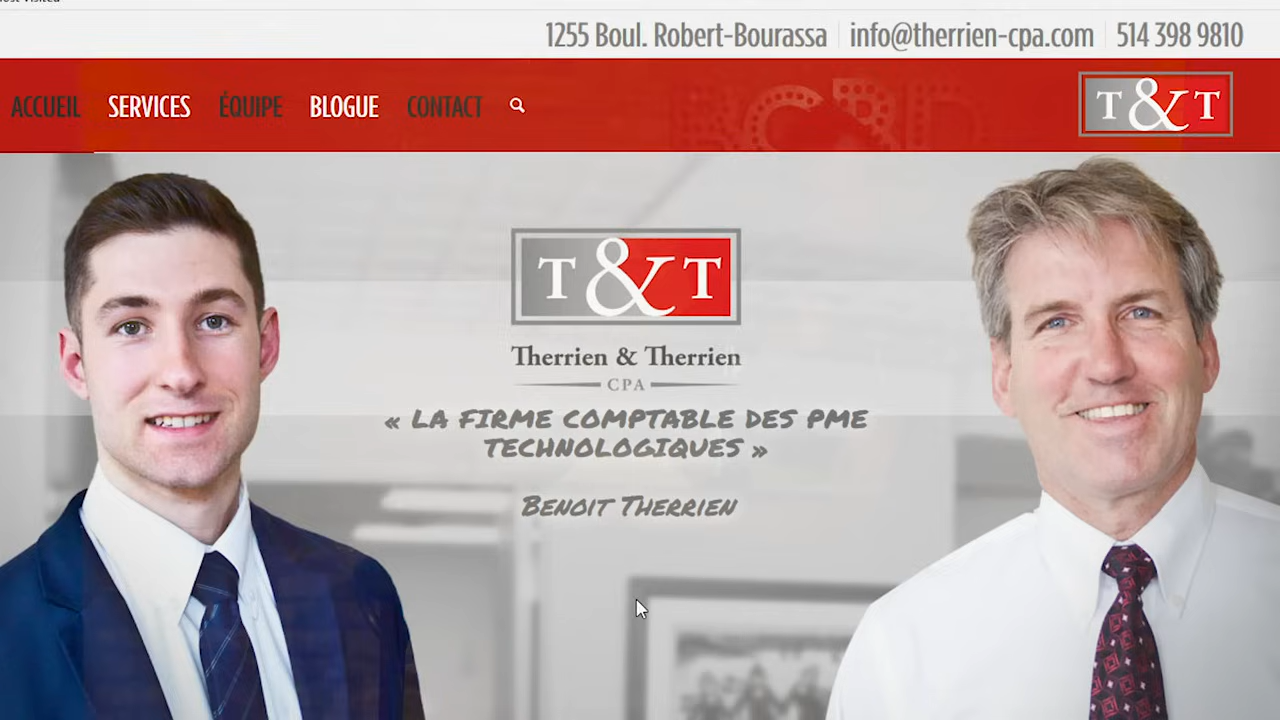 1255 Boul. Robert-Bourassa info@therrien-cpa.com 514 398 9810
ACCUEIL SERVICES ÉQUIPE BLOGUE CONTACT
T&T
T&T
Therrien & Therrien
CPA
« LA FIRME COMPTABLE DES PME
TECHNOLOGIQUES »
BENOIT THERRIEN